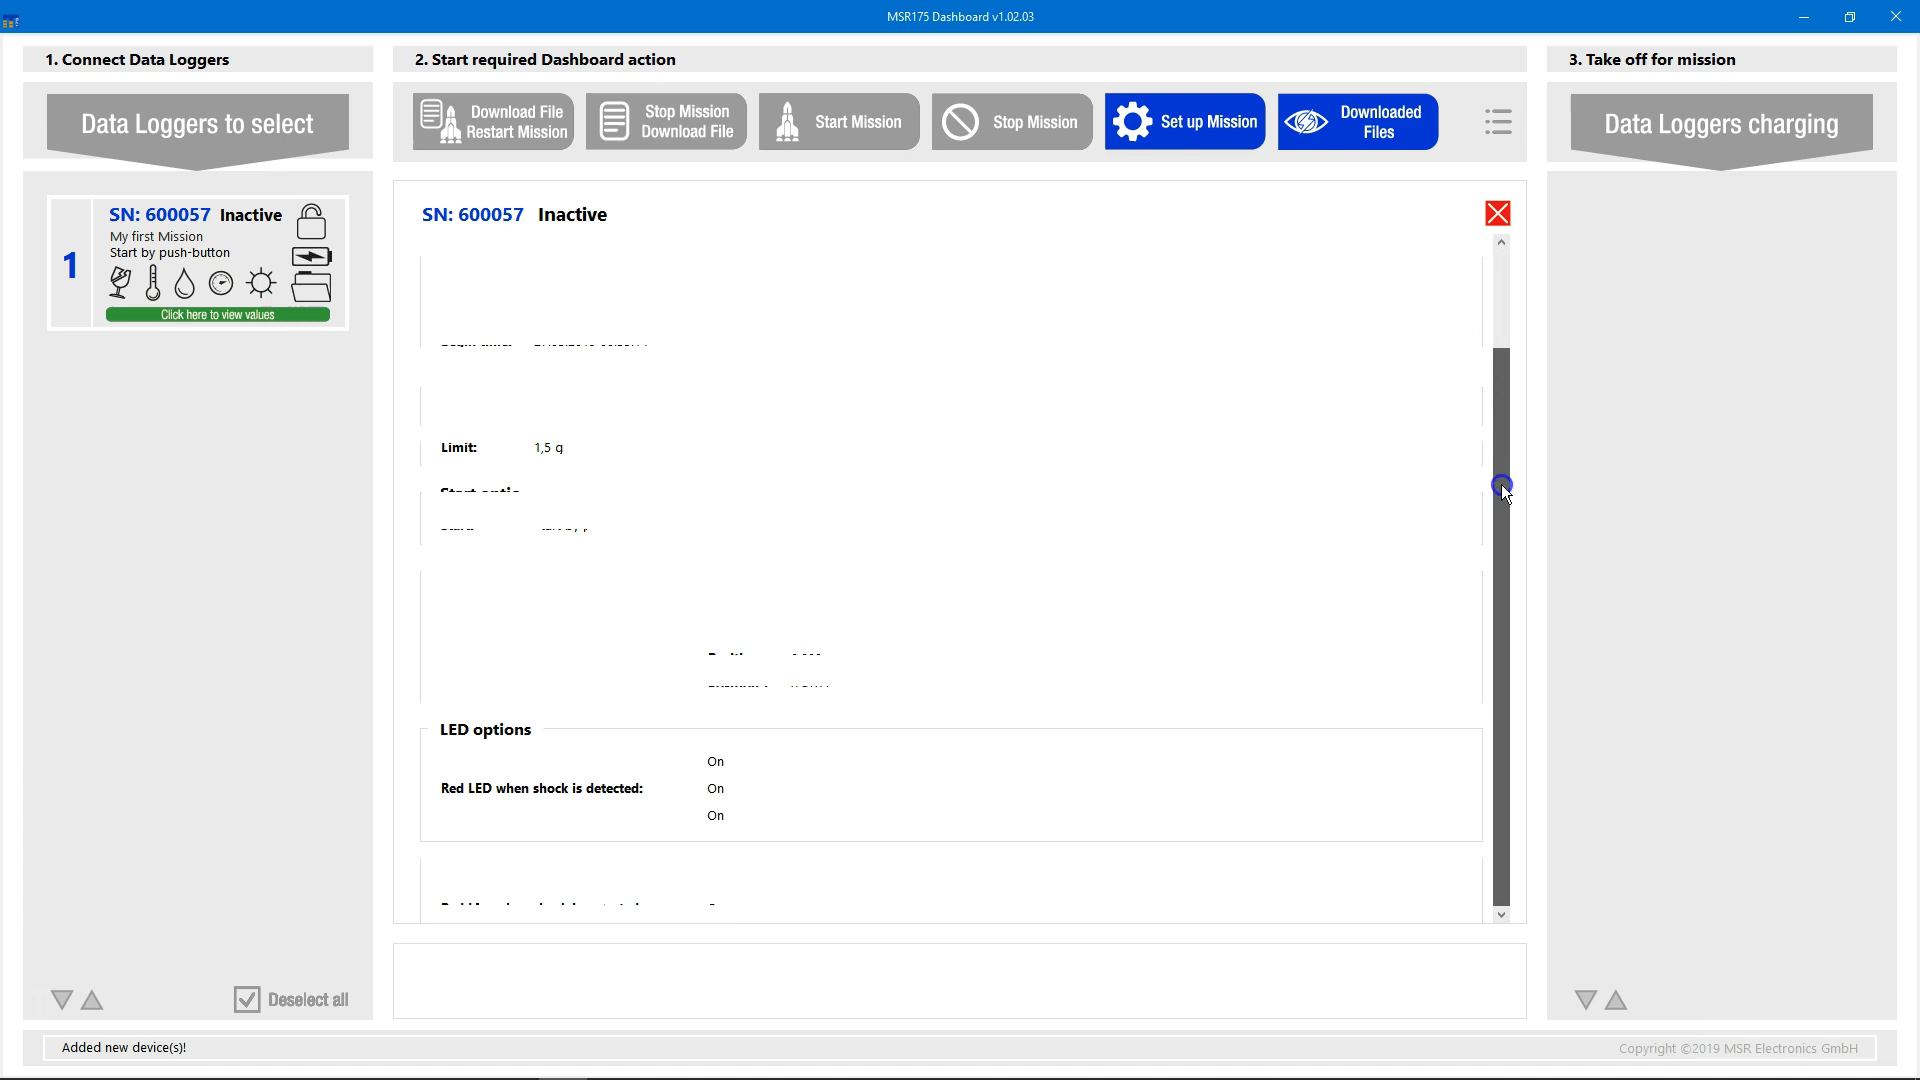 MSR175 Dashboard v1.02.03
1. Connect Data Loggers
2. Start required Dashboard action
3. Take off for mission
Data Loggers to select
Download File
Restart Mission
Stop Mission
Download File
Start Mission
Stop Mission
Set up Mission
Downloaded
Files
Data Loggers charging
1
SN: 600057 Inactive
My first Mission
Start by push-button
Click here to view values
SN: 600057 Inactive
Limit: 1,5 g
LED options
On
Red LED when shock is detected: On
On
Deselect all
Added new device(s)!
Copyright ©2019 MSR Electronics GmbH